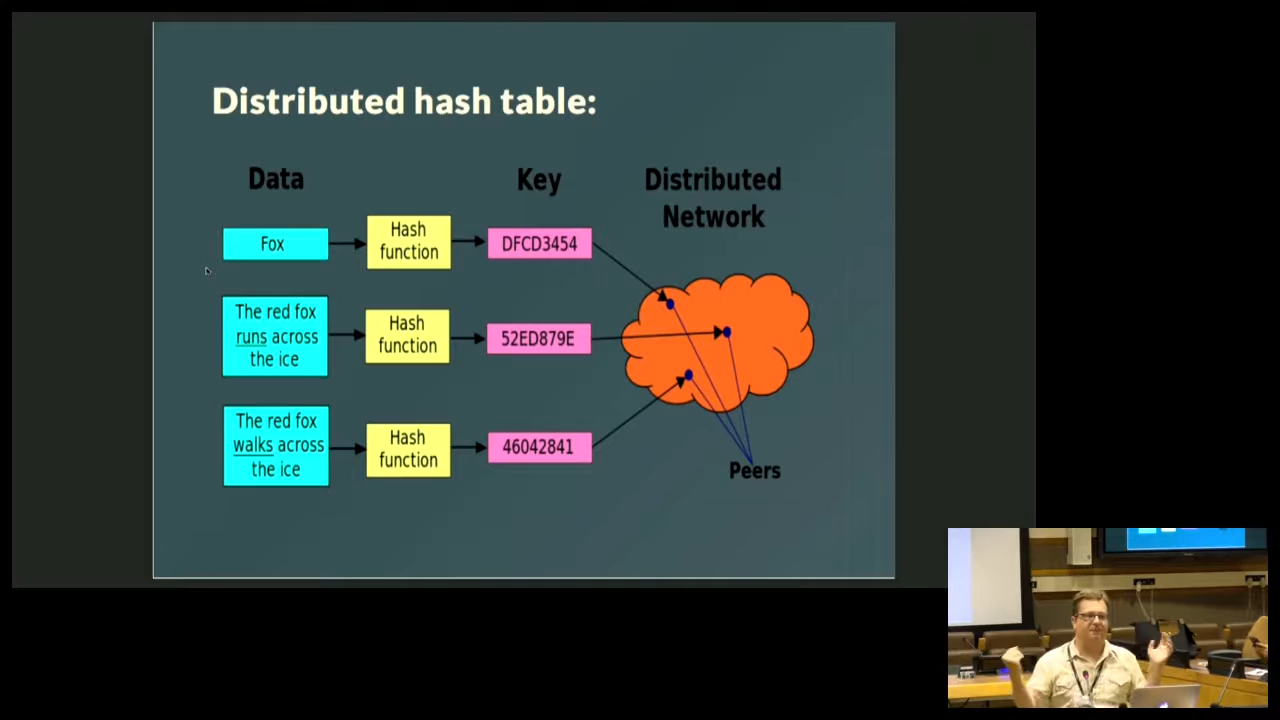 Distributed hash table:
Data
Key
Distributed
Network
Fox
Hash
function
DFCD3454
The red fox
runs across
the ice
Hash
function
52ED879E
The red fox
walks across
the ice
Hash
function
46042841
Peers